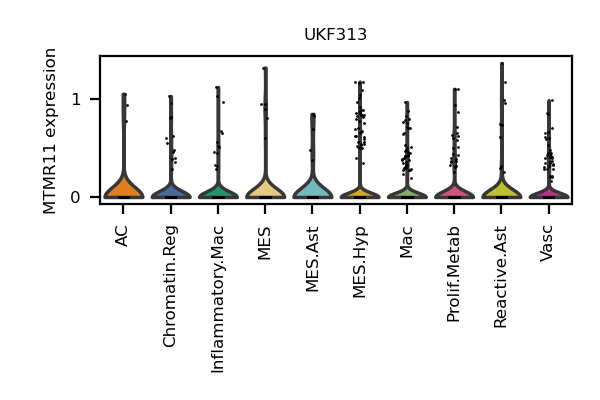 UKF313
MTMR11 expression
1
0
AC
Chromatin.Reg
Inflammatory.Mac
MES
MES.Ast
MES.Hyp
Mac
Prolif.Metab
Reactive.Ast
Vasc